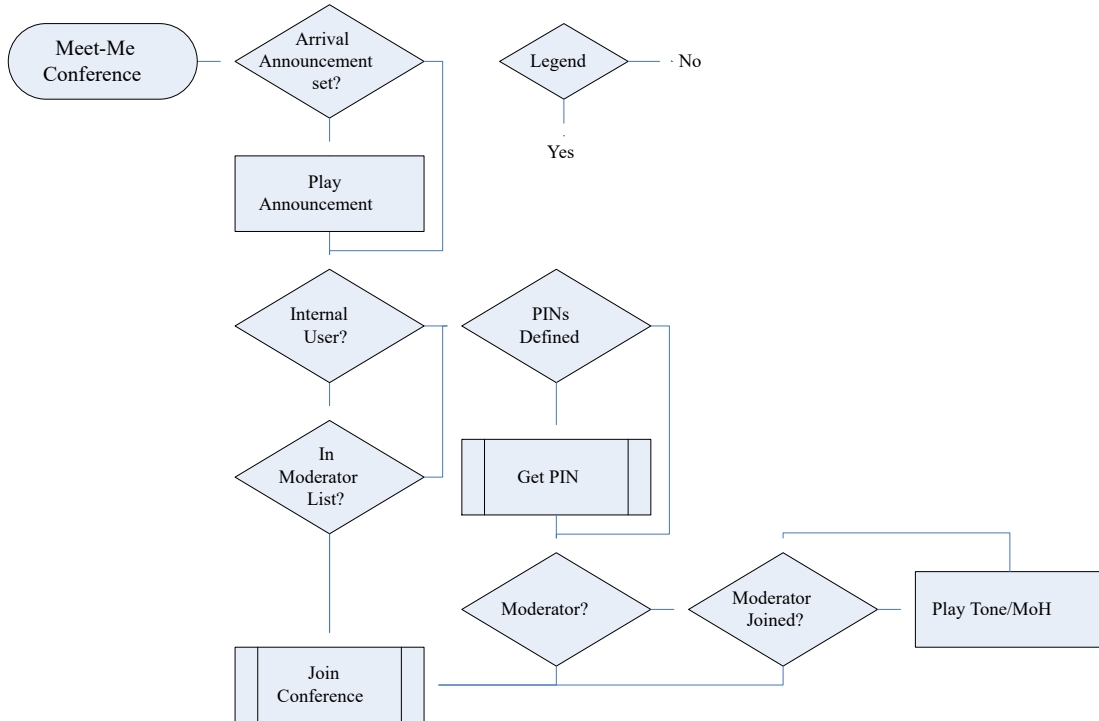 Meet-Me
Conference
Arrival
Announcement
set?
Legend
No
Yes
Play
Announcement
Internal
User?
PINs
Defined
In
Moderator
List?
Get PIN
Moderator?
Moderator
Joined?
Play Tone/MoH
Join
Conference